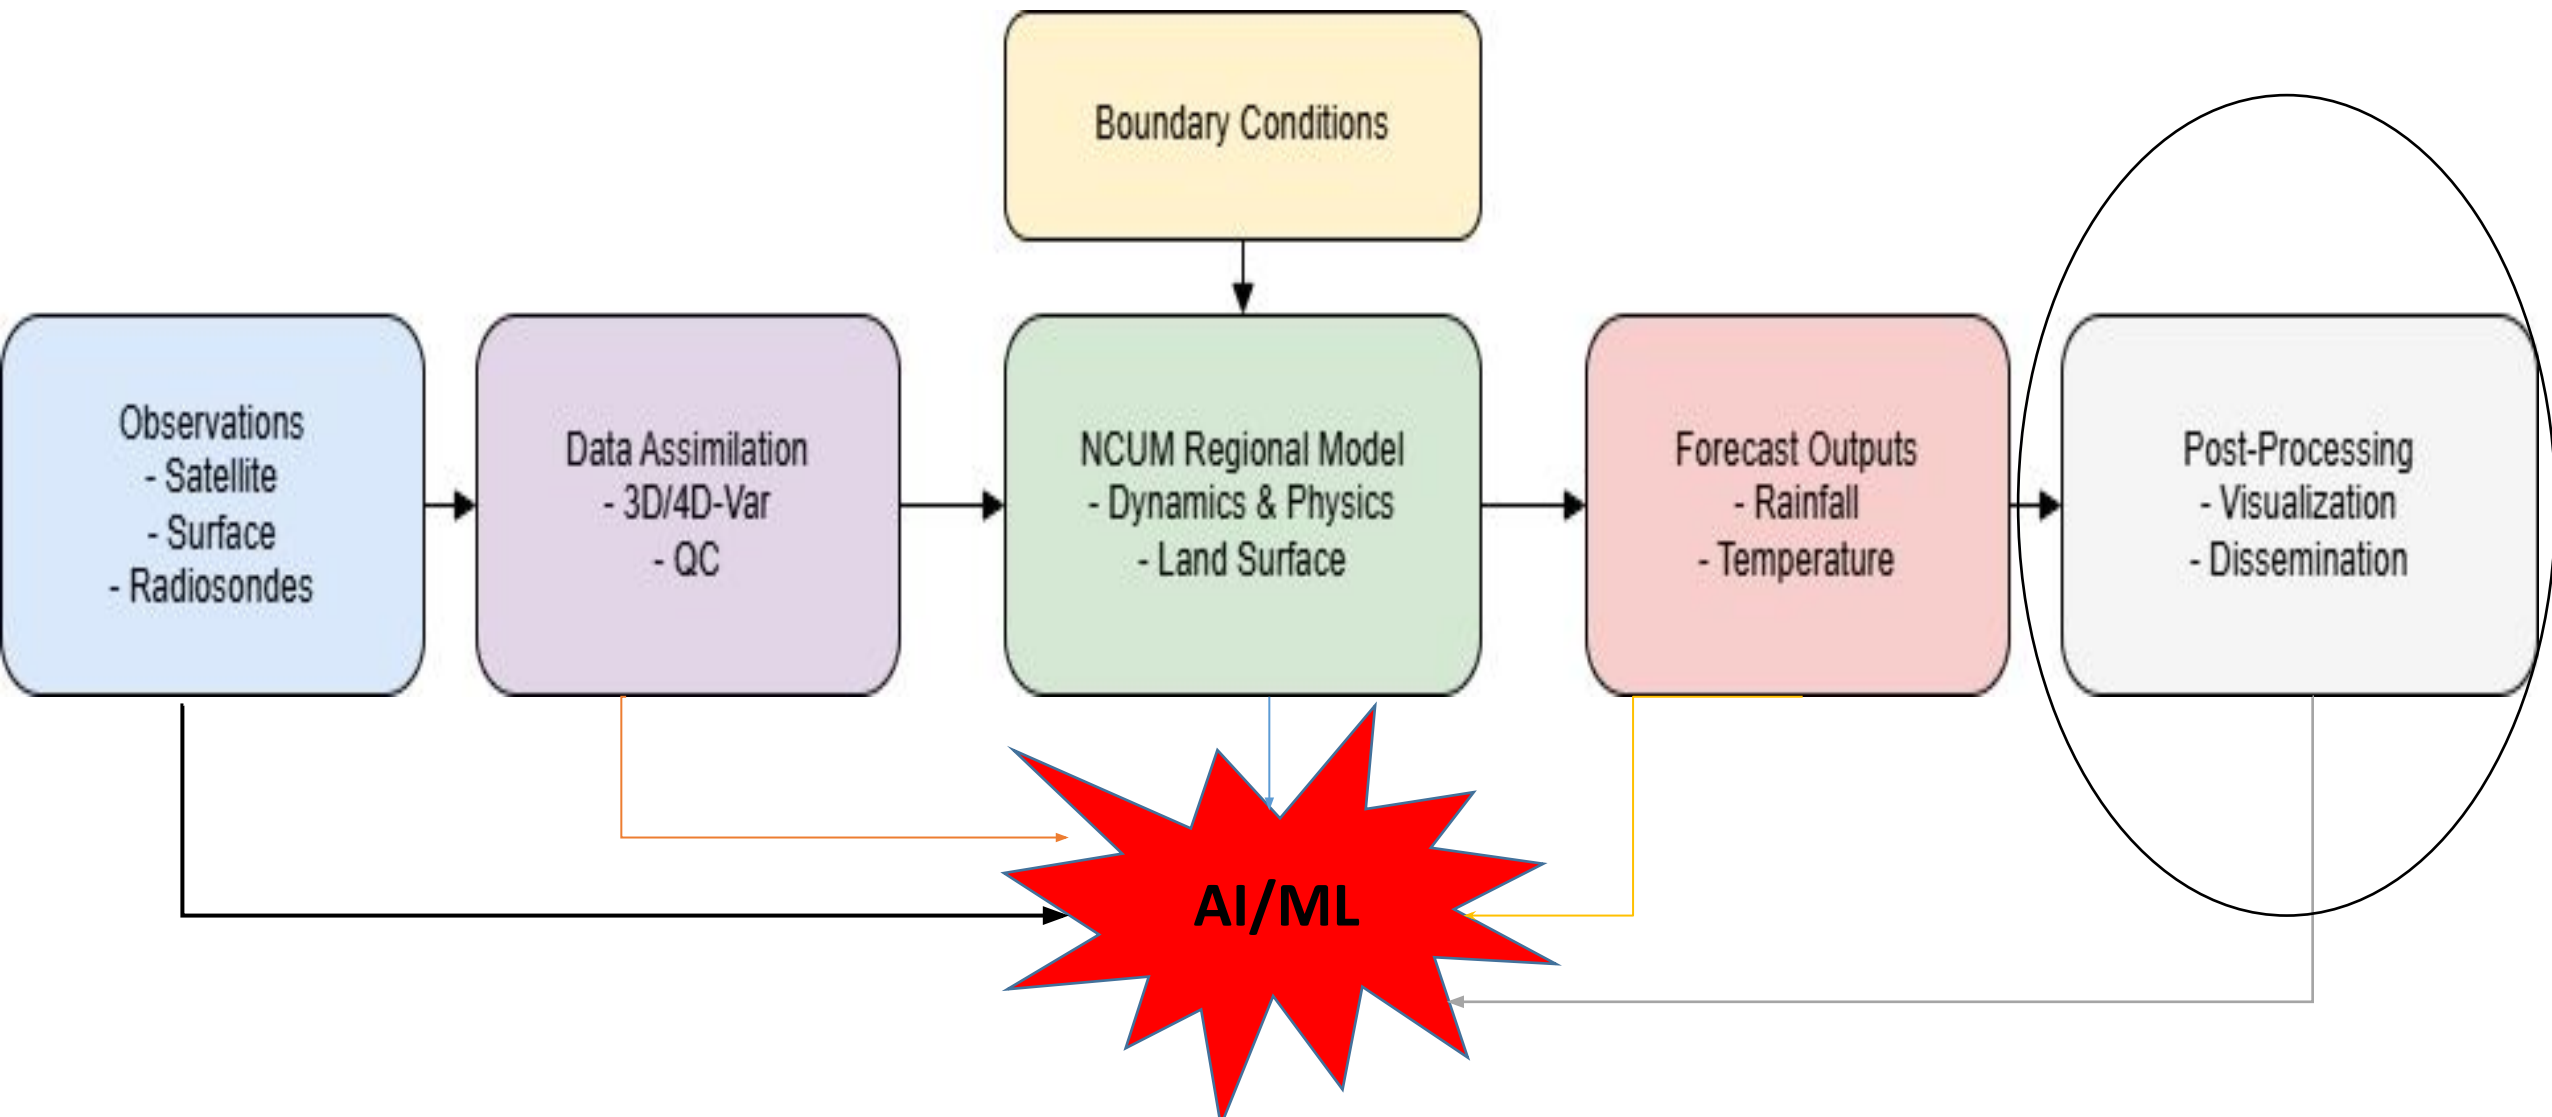 Boundary Conditions
Observations
- Satellite
- Surface
- Radiosondes
Data Assimilation
- 3D/4D-Var
- QC
NCUM Regional Model
- Dynamics & Physics
- Land Surface
Forecast Outputs
- Rainfall
- Temperature
Post-Processing
- Visualization
- Dissemination
AI/ML